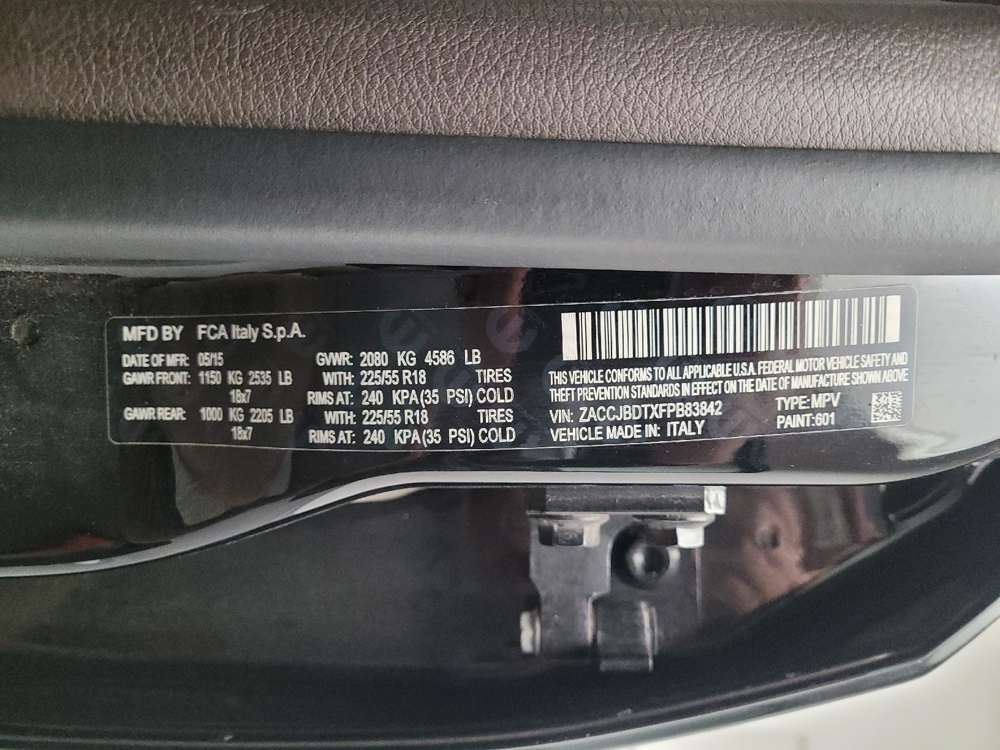 MFD BY FCA Italy S.p.A.
DATE OF MFR: 05/15
GAWR FRONT: 1150 KG 2535 LB
18x7
GAWR REAR: 1000 KG 2205 LB
18x7
GVWR: 2080 KG 4586 LB
WITH: 225/55 R18 TIRES
RIMS AT: 240 KPA(35 PSI) COLD
WITH: 225/55 R18 TIRES
RIMS AT: 240 KPA(35 PSI) COLD
THIS VEHICLE CONFORMS TO ALL APPLICABLE U.S.A. FEDERAL MOTOR VEHICLE SAFETY AND
THEFT PREVENTION STANDARDS IN EFFECT ON THE DATE OF MANUFACTURE SHOWN ABOVE
VIN: ZACCJBDTXFPB83842 TYPE: MPV
VEHICLE MADE IN: ITALY PAINT:601